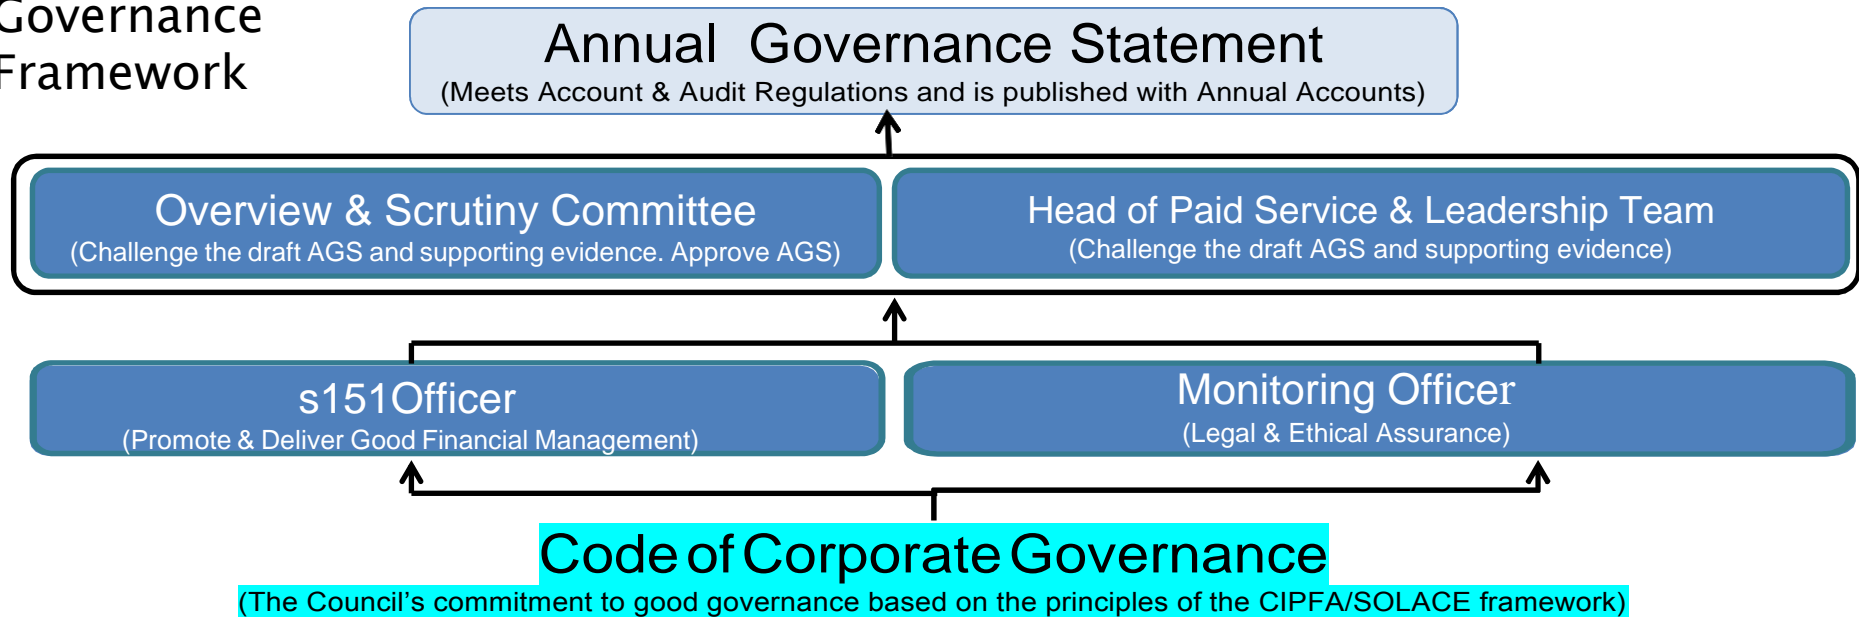 Governance
Framework
Annual Governance Statement
(Meets Account & Audit Regulations and is published with Annual Accounts)
Overview & Scrutiny Committee
(Challenge the draft AGS and supporting evidence. Approve AGS)
Head of Paid Service & Leadership Team
(Challenge the draft AGS and supporting evidence)
s151Officer
(Promote & Deliver Good Financial Management)
Monitoring Officer
(Legal & Ethical Assurance)
Code of Corporate Governance
(The Council’s commitment to good governance based on the principles of the CIPFA/SOLACE framework)